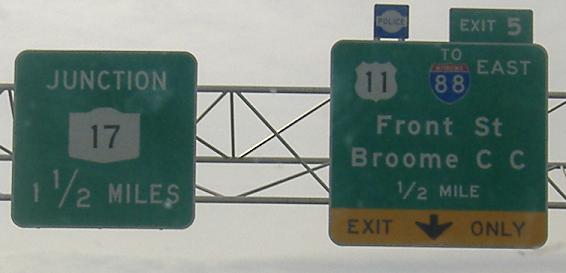 JUNCTION
17
1 1/2 MILES
POLICE
EXIT 5
TO
11 INTERSTATE 88 EAST
Front St
Broome C C
1/2 MILE
EXIT ONLY